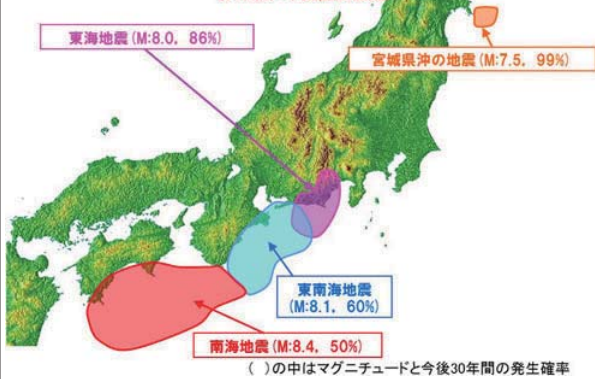 東海地震(M:8.0, 86%)
宮城県沖の地震(M:7.5, 99%)
東南海地震
(M:8.1, 60%)
南海地震(M:8.4, 50%)
( )の中はマグニチュードと今後30年間の発生確率